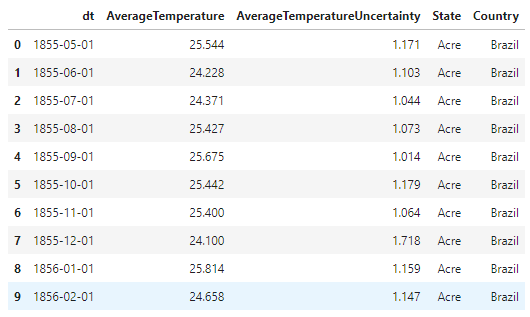 dt AverageTemperature AverageTemperatureUncertainty State Country
0 1855-05-01 25.544 1.171 Acre Brazil
1 1855-06-01 24.228 1.103 Acre Brazil
2 1855-07-01 24.371 1.044 Acre Brazil
3 1855-08-01 25.427 1.073 Acre Brazil
4 1855-09-01 25.675 1.014 Acre Brazil
5 1855-10-01 25.442 1.179 Acre Brazil
6 1855-11-01 25.400 1.064 Acre Brazil
7 1855-12-01 24.100 1.718 Acre Brazil
8 1856-01-01 25.814 1.159 Acre Brazil
9 1856-02-01 24.658 1.147 Acre Brazil